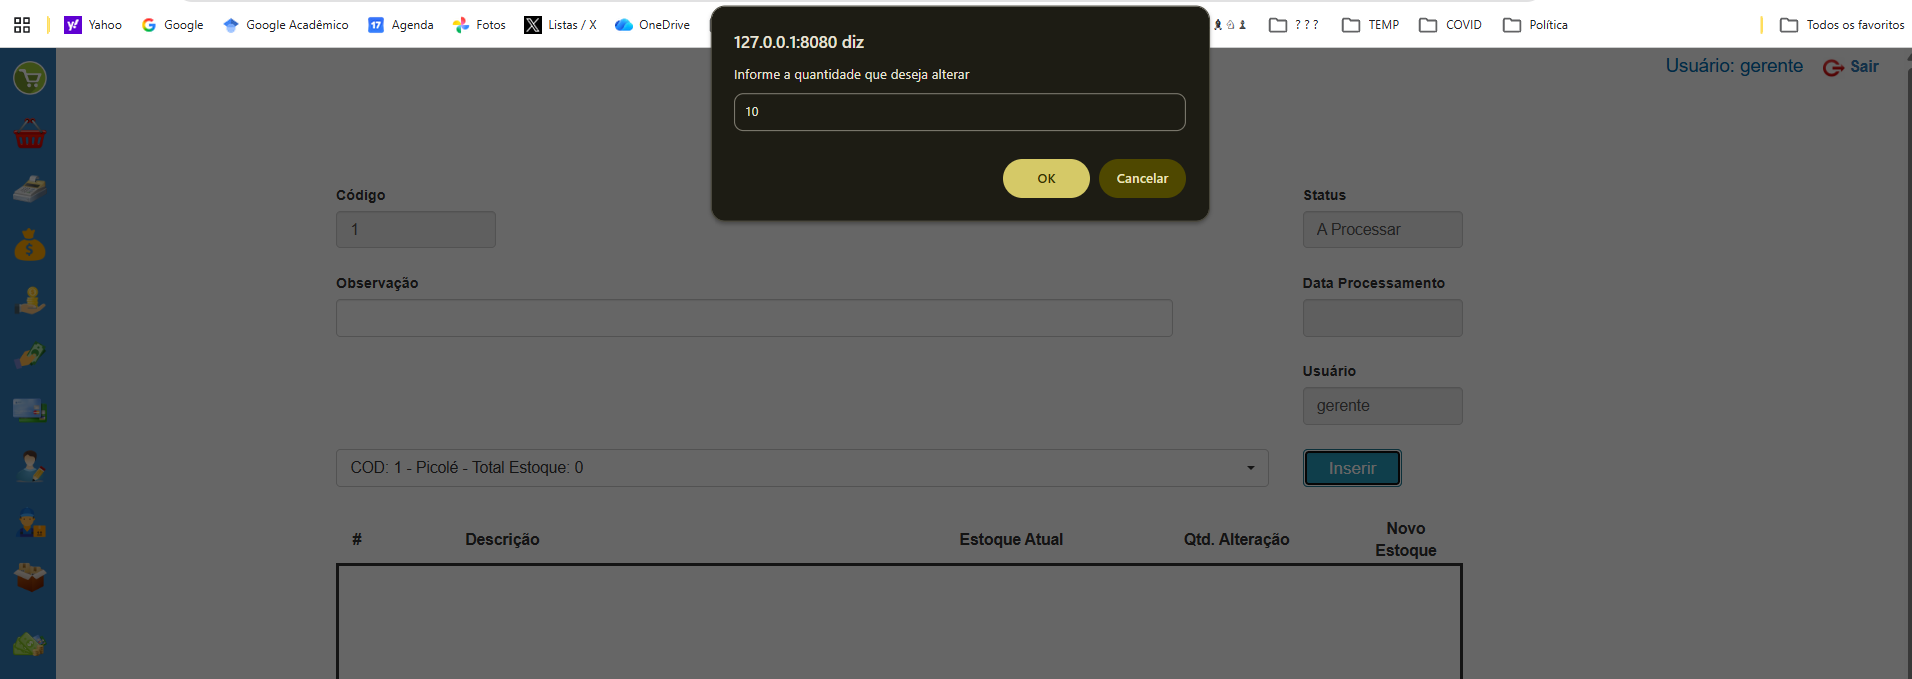 Yahoo
Google
Google Acadêmico
17 Agenda
Fotos
Listas / X
OneDrive
? ? ?
TEMP
COVID
Política
Todos os favoritos
127.0.0.1:8080 diz
Informe a quantidade que deseja alterar
10
OK Cancelar
Usuário: gerente Sair
Código
1
Status
A Processar
Observação
Data Processamento
Usuário
gerente
COD: 1 - Picolé - Total Estoque: 0
Inserir
# Descrição Estoque Atual Qtd. Alteração Novo Estoque